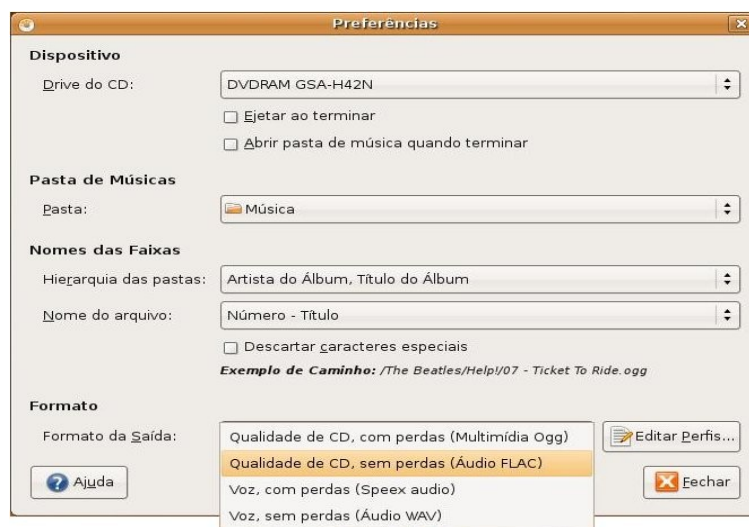 Preferências
Dispositivo
Drive do CD: DVDRAM GSA-H42N
Ejetar ao terminar
Abrir pasta de música quando terminar
Pasta de Músicas
Pasta: Música
Nomes das Faixas
Hierarquia das pastas: Artista do Álbum, Título do Álbum
Nome do arquivo: Número - Título
Descartar caracteres especiais
Exemplo de Caminho: /The Beatles/Help!/07 - Ticket To Ride.ogg
Formato
Formato da Saída: Qualidade de CD, com perdas (Multimídia Ogg) Editar Perfis...
Qualidade de CD, sem perdas (Áudio FLAC)
Ajuda Voz, com perdas (Speex audio) Fechar
Voz, sem perdas (Áudio WAV)